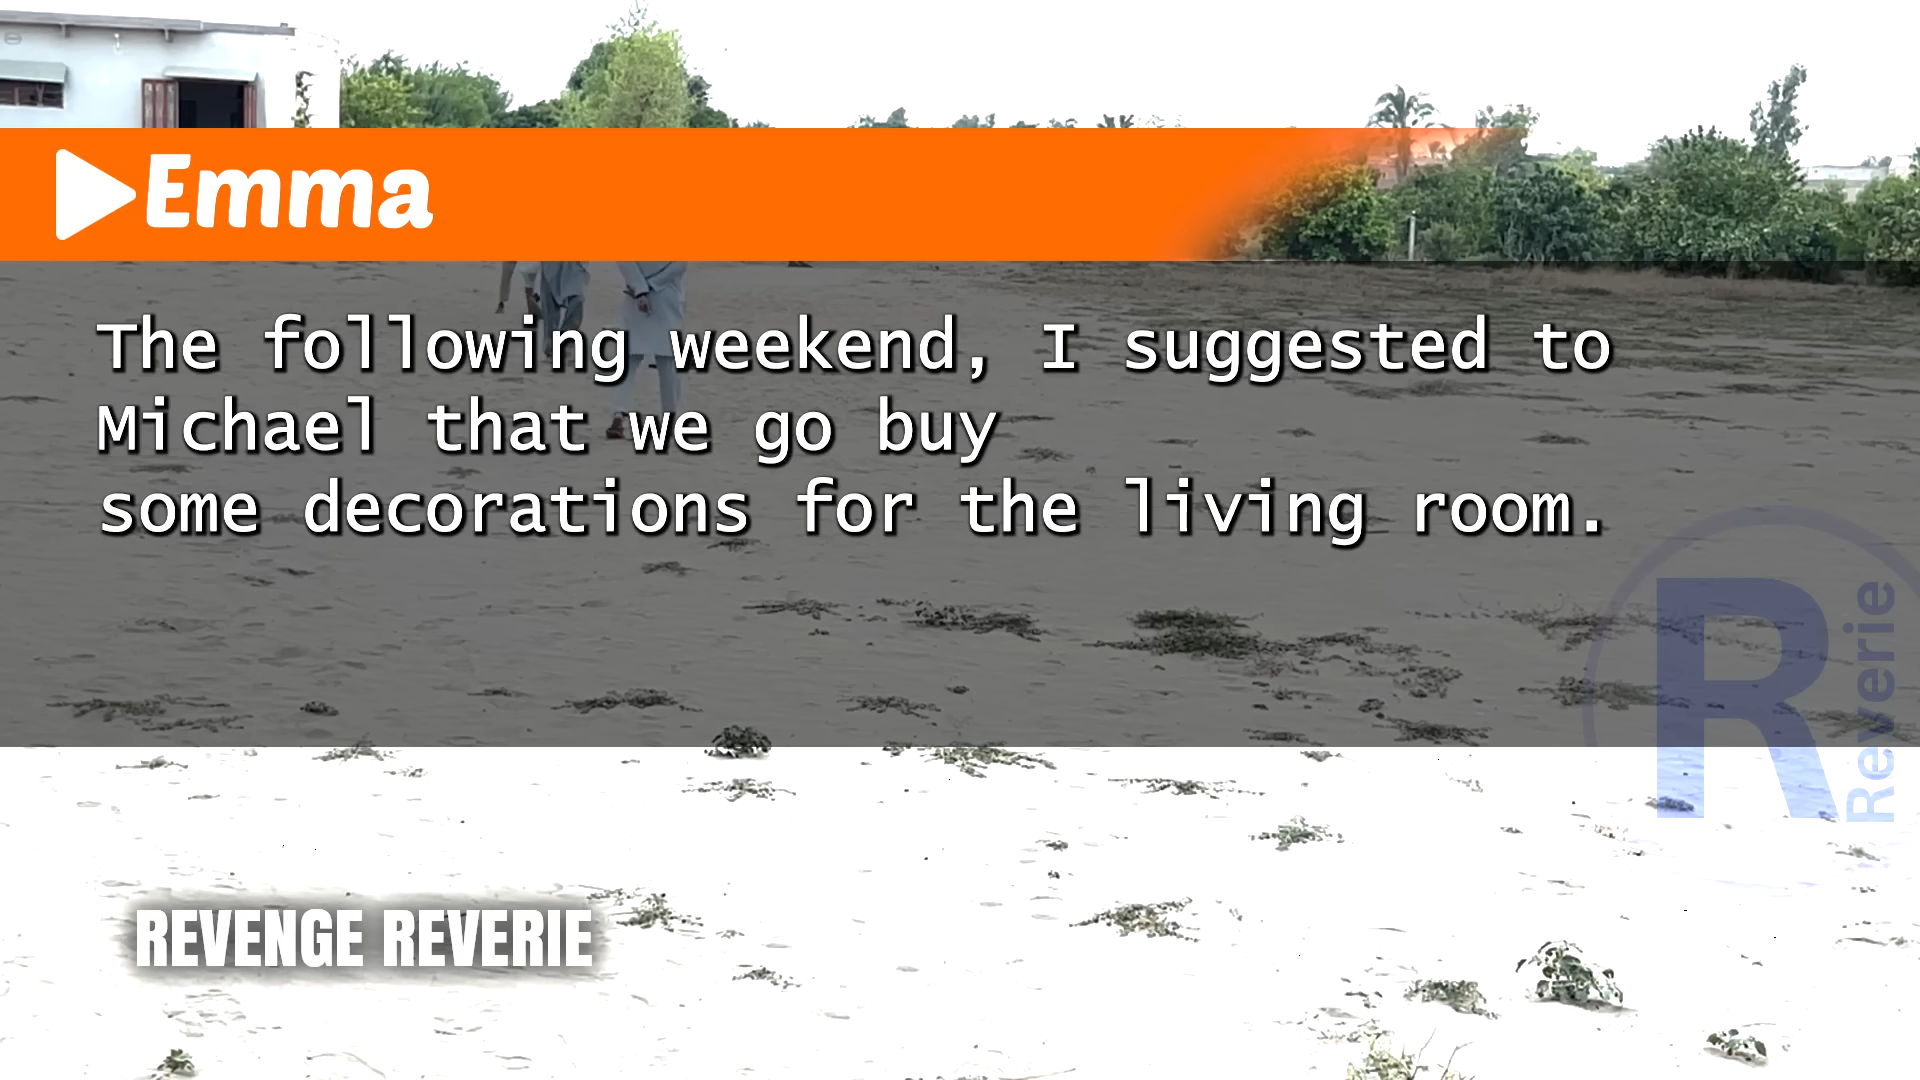 Emma
The following weekend, I suggested to
Michael that we go buy
some decorations for the living room.
R
Reverie
REVENGE REVERIE